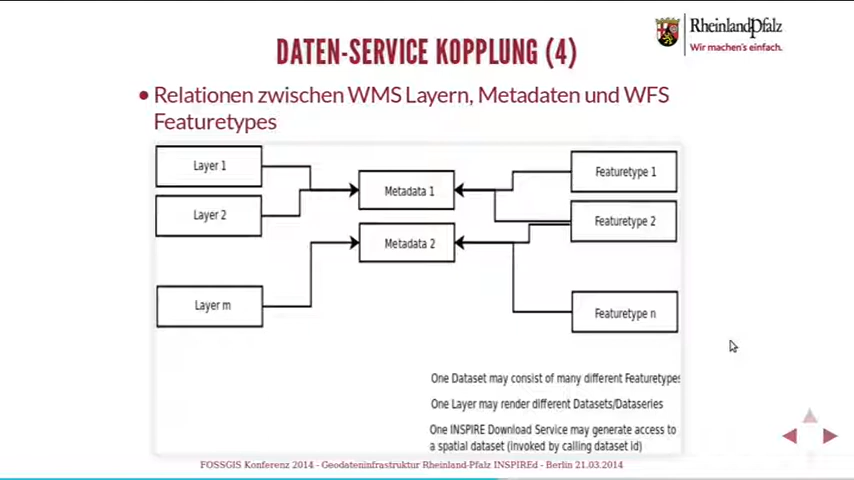 RheinlandPfalz
Wir machen's einfach.
DATEN-SERVICE KOPPLUNG (4)
Relationen zwischen WMS Layern, Metadaten und WFS
Featuretypes
Layer 1
Metadata 1
Featuretype 1
Layer 2
Featuretype 2
Metadata 2
Layer m
Featuretype n
One Dataset may consist of many different Featuretypes
One Layer may render different Datasets/Dataseries
One INSPIRE Download Service may generate access to
a spatial dataset (invoked by calling dataset id)
FOSSGIS Konferenz 2014 - Geodateninfrastruktur Rheinland-Pfalz INSPIREd - Berlin 21.03.2014